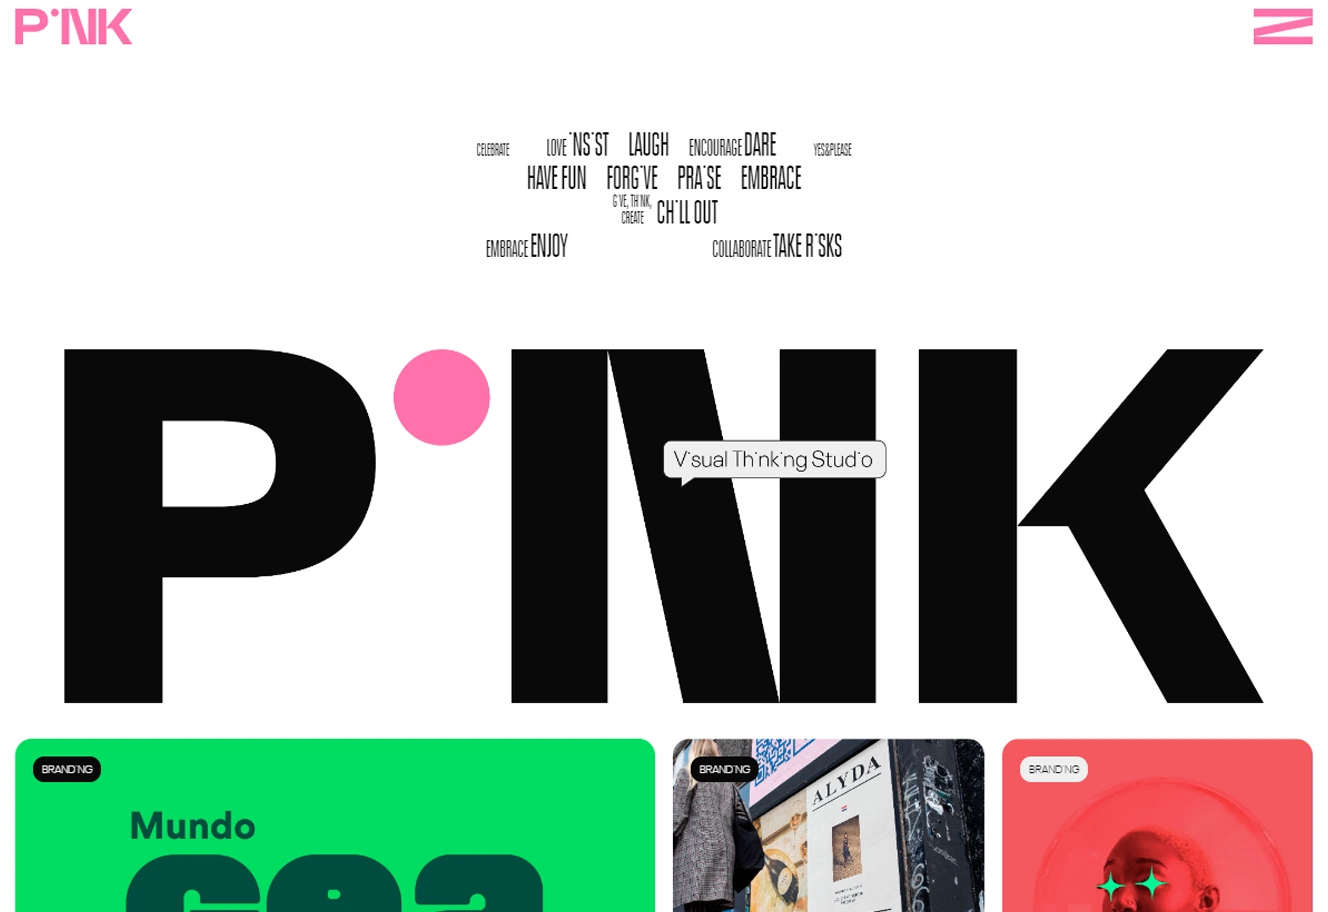 P˙NK
CELEBRATE LOVE ˙NS˙ST LAUGH ENCOURAGE DARE YES&PLEASE
HAVE FUN FORG˙VE PRA˙SE EMBRACE
G˙VE, TH˙NK,
CREATE CH˙LL OUT
EMBRACE ENJOY COLLABORATE TAKE R˙SKS
P˙NK
V˙sual Th˙nk˙ng Stud˙o
BRAND˙NG
Mundo
cea
BRAND˙NG
ALYDA
BRAND˙NG